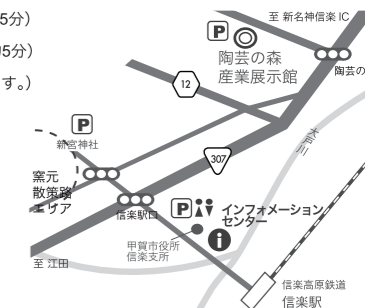 5分)
05分)
す。)
至 新名神信楽 IC
P
陶芸の森
産業展示館
陶芸の
12
P
新宮神社
大戸川
307
窯元
散策路
エリア
信楽駅口
P
インフォメーション
センター
i
甲賀市役所
信楽支所
至 江田
信楽高原鉄道
信楽駅